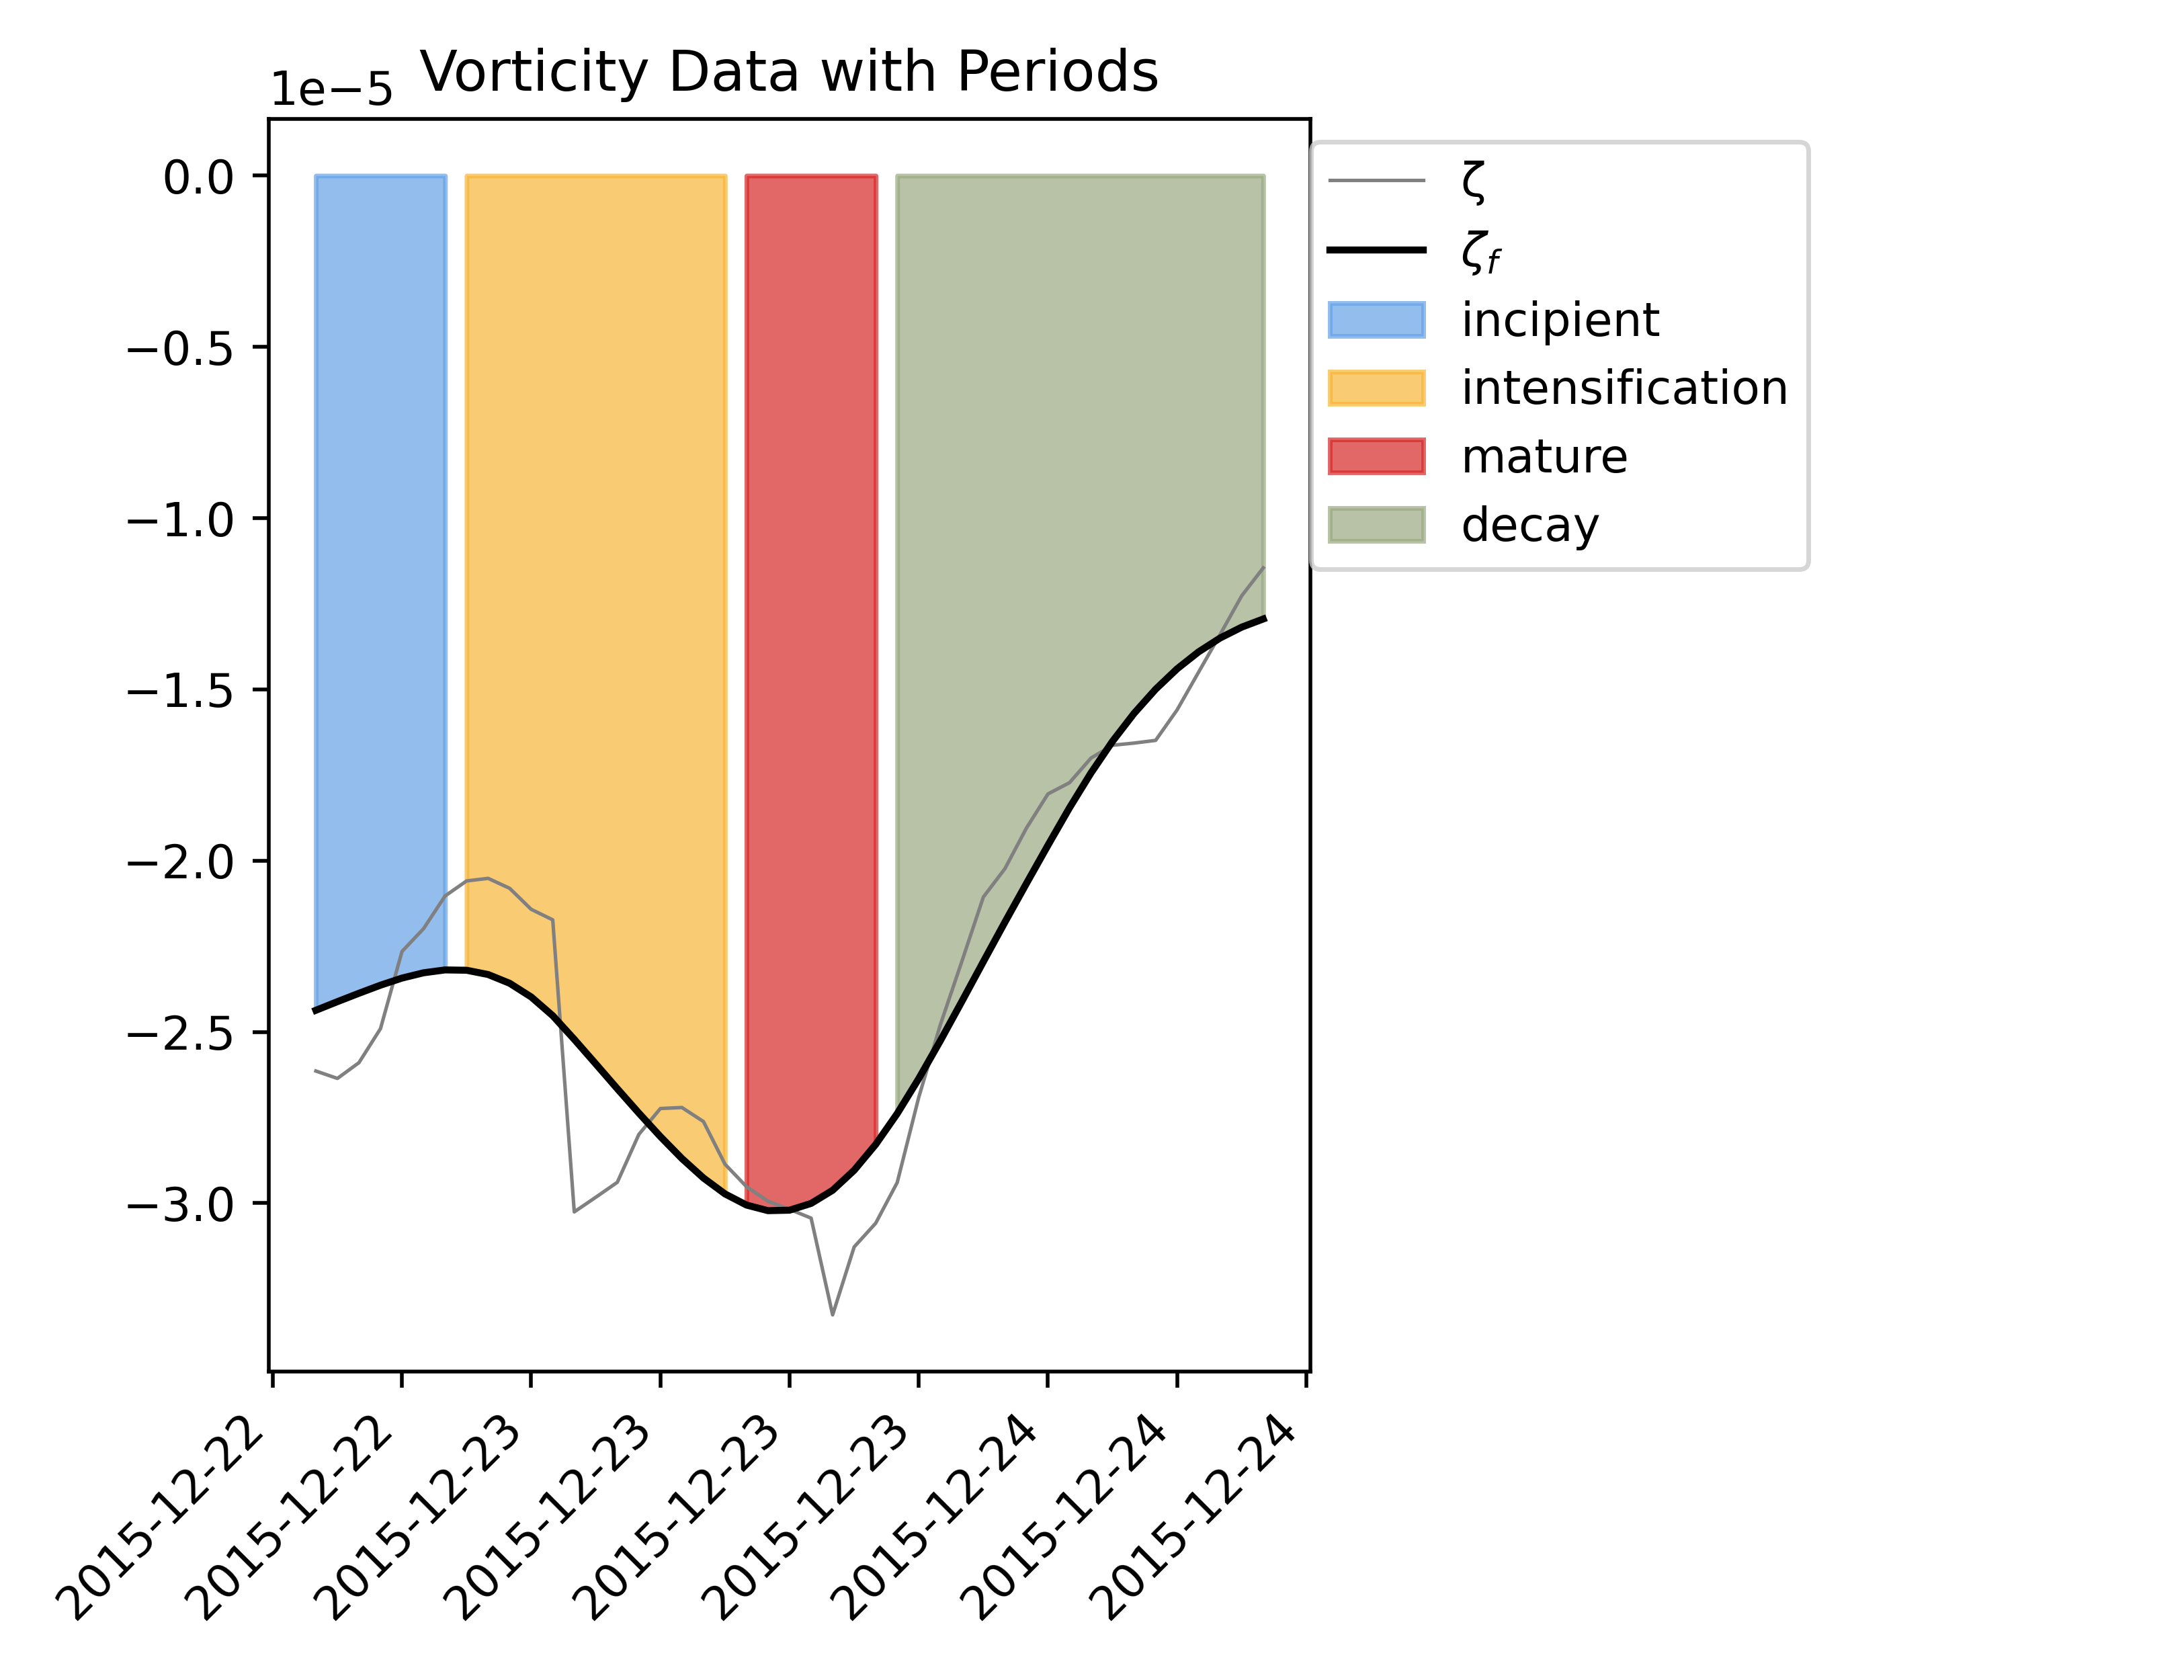 Vorticity Data with Periods
1e−5
0.0
−0.5
−1.0
−1.5
−2.0
−2.5
−3.0
2015-12-22
2015-12-22
2015-12-23
2015-12-23
2015-12-23
2015-12-23
2015-12-24
2015-12-24
2015-12-24
ζ
ζf
incipient
intensification
mature
decay